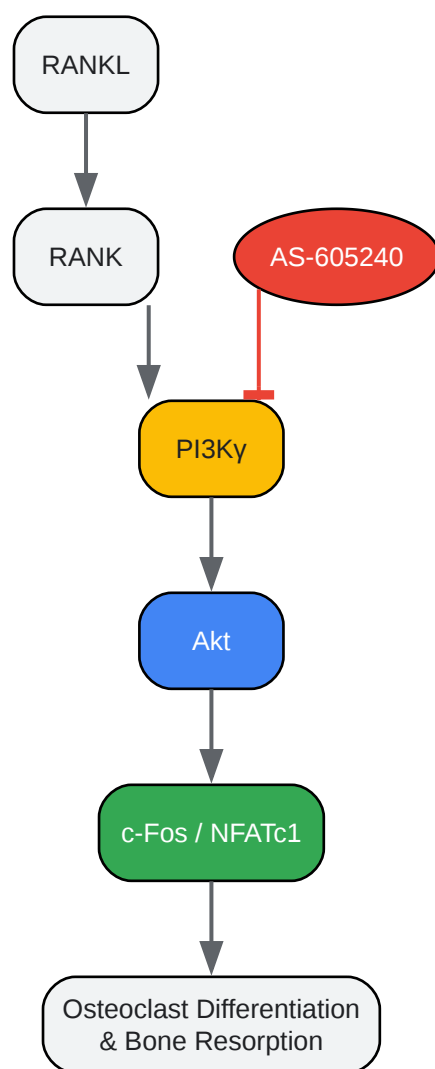 RANKL
RANK
AS-605240
PI3Kγ
Akt
c-Fos / NFATc1
Osteoclast Differentiation
& Bone Resorption